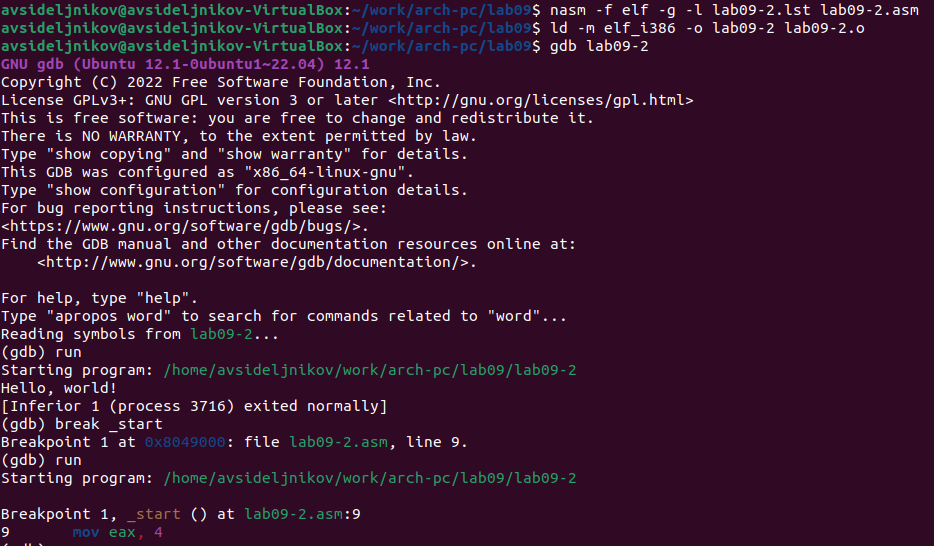 avsideljnikov@avsideljnikov-VirtualBox:~/work/arch-pc/lab09$ nasm -f elf -g -l lab09-2.lst lab09-2.asm
avsideljnikov@avsideljnikov-VirtualBox:~/work/arch-pc/lab09$ ld -m elf_i386 -o lab09-2 lab09-2.o
avsideljnikov@avsideljnikov-VirtualBox:~/work/arch-pc/lab09$ gdb lab09-2
GNU gdb (Ubuntu 12.1-0ubuntu1~22.04) 12.1
Copyright (C) 2022 Free Software Foundation, Inc.
License GPLv3+: GNU GPL version 3 or later <http://gnu.org/licenses/gpl.html>
This is free software: you are free to change and redistribute it.
There is NO WARRANTY, to the extent permitted by law.
Type "show copying" and "show warranty" for details.
This GDB was configured as "x86_64-linux-gnu".
Type "show configuration" for configuration details.
For bug reporting instructions, please see:
<https://www.gnu.org/software/gdb/bugs/>.
Find the GDB manual and other documentation resources online at:
    <http://www.gnu.org/software/gdb/documentation/>.

For help, type "help".
Type "apropos word" to search for commands related to "word"...
Reading symbols from lab09-2...
(gdb) run
Starting program: /home/avsideljnikov/work/arch-pc/lab09/lab09-2
Hello, world!
[Inferior 1 (process 3716) exited normally]
(gdb) break _start
Breakpoint 1 at 0x8049000: file lab09-2.asm, line 9.
(gdb) run
Starting program: /home/avsideljnikov/work/arch-pc/lab09/lab09-2

Breakpoint 1, _start () at lab09-2.asm:9
9       mov eax, 4